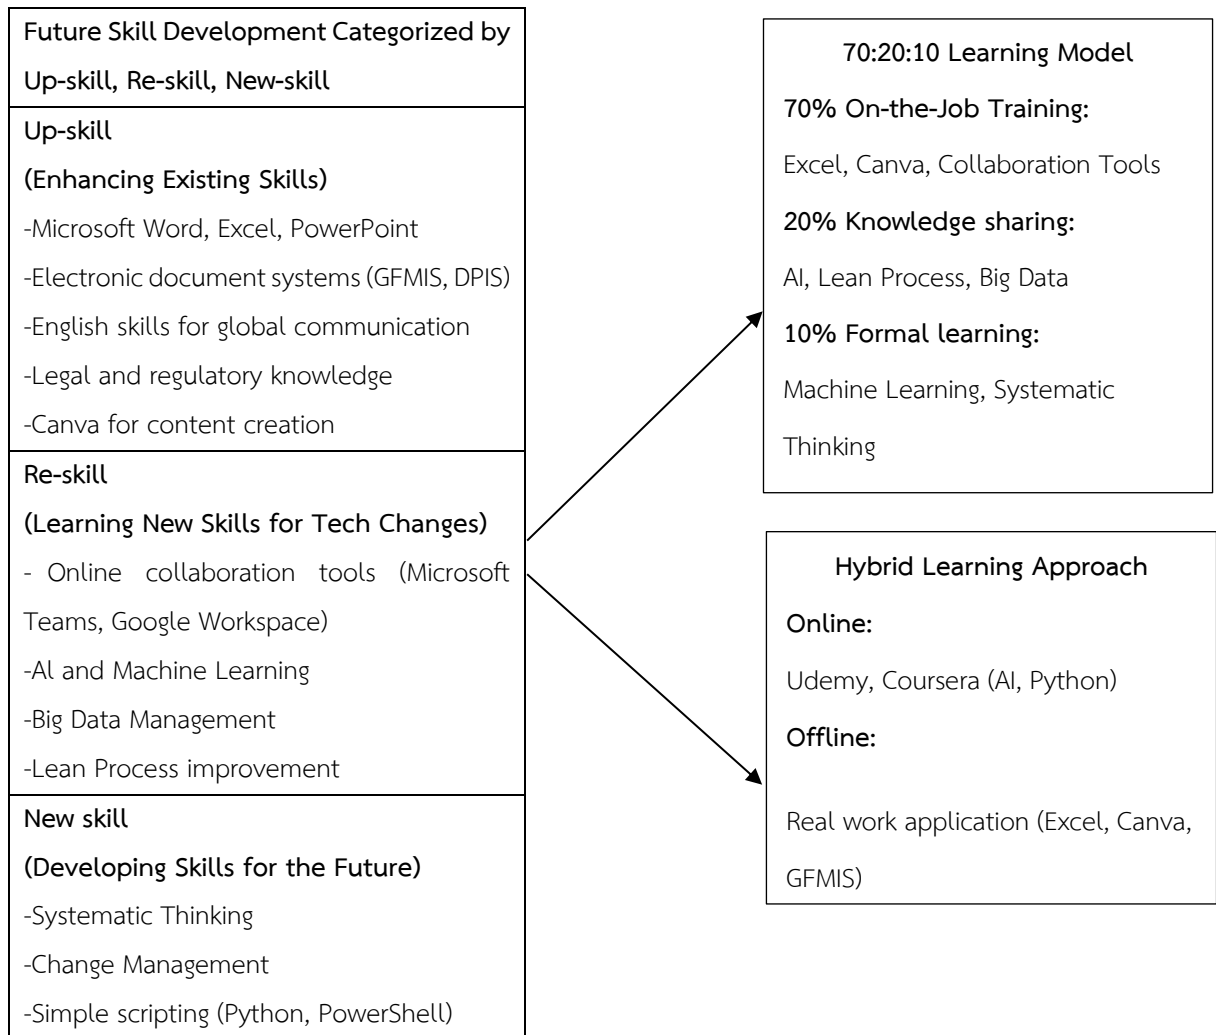 Future Skill Development Categorized by
Up-skill, Re-skill, New-skill
Up-skill
(Enhancing Existing Skills)
-Microsoft Word, Excel, PowerPoint
-Electronic document systems (GFMIS, DPIS)
-English skills for global communication
-Legal and regulatory knowledge
-Canva for content creation
Re-skill
(Learning New Skills for Tech Changes)
- Online collaboration tools (Microsoft
Teams, Google Workspace)
-Al and Machine Learning
-Big Data Management
-Lean Process improvement
New skill
(Developing Skills for the Future)
-Systematic Thinking
-Change Management
-Simple scripting (Python, PowerShell)
70:20:10 Learning Model
70% On-the-Job Training:
Excel, Canva, Collaboration Tools
20% Knowledge sharing:
AI, Lean Process, Big Data
10% Formal learning:
Machine Learning, Systematic
Thinking
Hybrid Learning Approach
Online:
Udemy, Coursera (AI, Python)
Offline:
Real work application (Excel, Canva,
GFMIS)